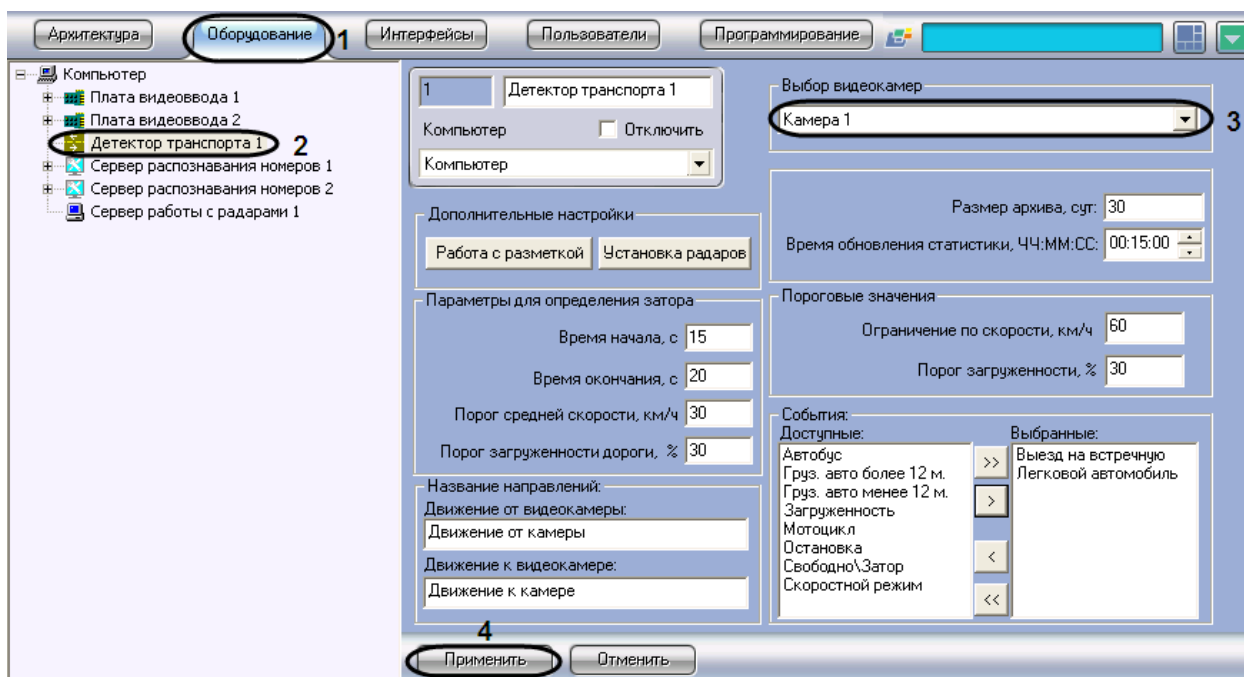 Архитектура Оборудование 1 Интерфейсы Пользователи Программирование
Компьютер
Плата видеоввода 1
Плата видеоввода 2
Детектор транспорта 1 2
Сервер распознавания номеров 1
Сервер распознавания номеров 2
Сервер работы с радарами 1
1 Детектор транспорта 1
Компьютер Отключить
Компьютер
Дополнительные настройки
Работа с разметкой Установка радаров
Параметры для определения затора
Время начала, с 15
Время окончания, с 20
Порог средней скорости, км/ч 30
Порог загруженности дороги, % 30
Название направлений:
Движение от видеокамеры:
Движение от камеры
Движение к видеокамере:
Движение к камере
Выбор видеокамер
Камера 1 3
Размер архива, сут: 30
Время обновления статистики, ЧЧ:ММ:СС: 00:15:00
Пороговые значения
Ограничение по скорости, км/ч 60
Порог загруженности, % 30
События:
Доступные: Выбранные:
Автобус >> Выезд на встречную
Груз. авто более 12 м. Легковой автомобиль
Груз. авто менее 12 м. >
Загруженность
Мотоцикл
Остановка <
Свободно\Затор
Скоростной режим <<
4
Применить Отменить